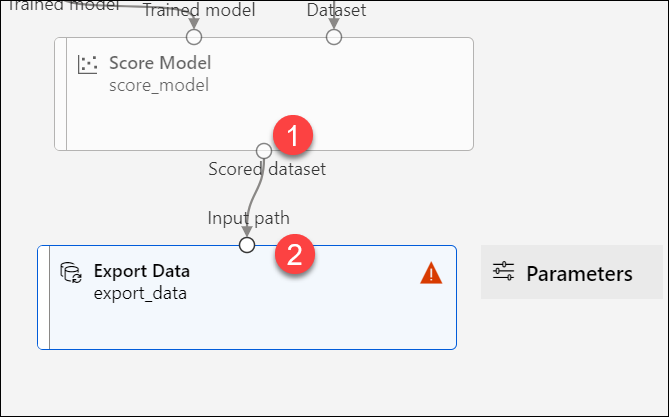 Trained model
Trained model
Dataset
Score Model
score_model
1
Scored dataset
Input path
2
Export Data
export_data
Parameters